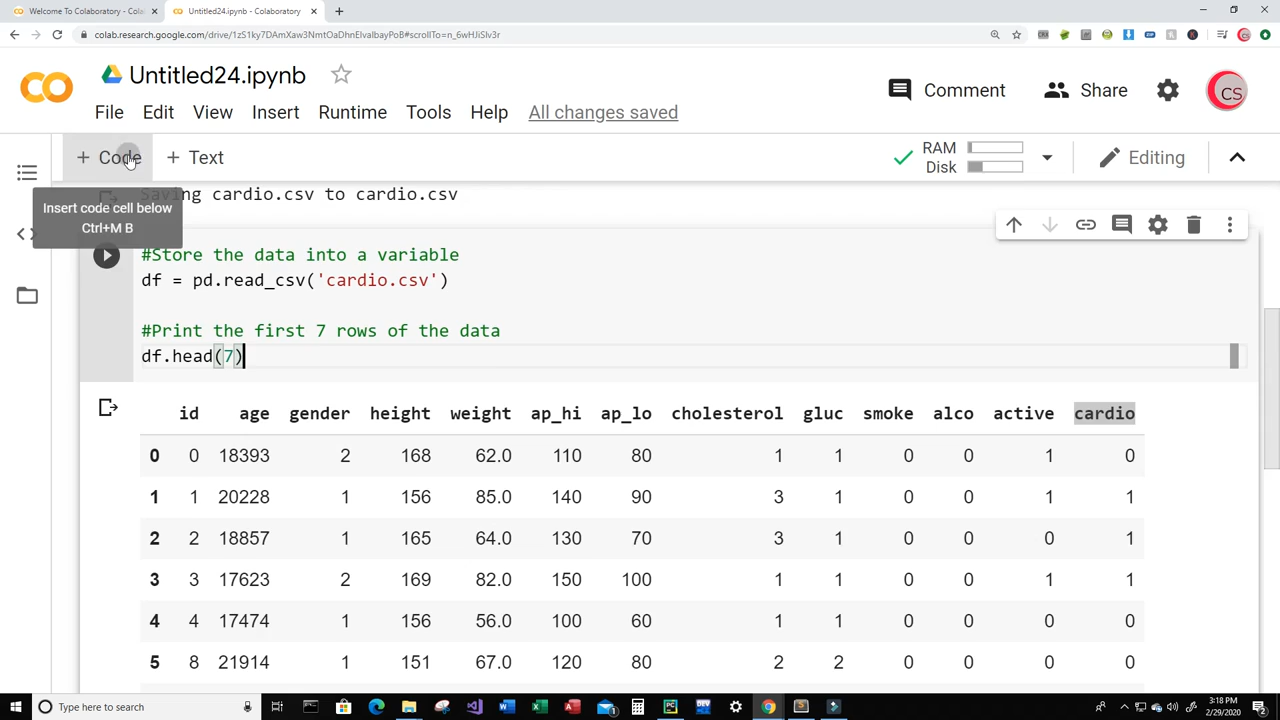 Welcome To Colaboratory - Cola
Untitled24.ipynb - Colaboratory
colab.research.google.com/drive/1zS1ky7DAmXaw3NmtOaDhnElvalbayPoB#scrollTo=n_6wHJiSlv3r
Untitled24.ipynb
Comment
Share
CS
File Edit View Insert Runtime Tools Help All changes saved
+ Code + Text
RAM
Disk
Editing
Saving cardio.csv to cardio.csv
Insert code cell below
Ctrl+M B
#Store the data into a variable
df = pd.read_csv('cardio.csv')
#Print the first 7 rows of the data
df.head(7)
id age gender height weight ap_hi ap_lo cholesterol gluc smoke alco active cardio
0 0 18393 2 168 62.0 110 80 1 1 0 0 1 0
1 1 20228 1 156 85.0 140 90 3 1 0 0 1 1
2 2 18857 1 165 64.0 130 70 3 1 0 0 0 1
3 3 17623 2 169 82.0 150 100 1 1 0 0 1 1
4 4 17474 1 156 56.0 100 60 1 1 0 0 0 0
5 8 21914 1 151 67.0 120 80 2 2 0 0 0 0
Type here to search
3:18 PM
2/29/2020